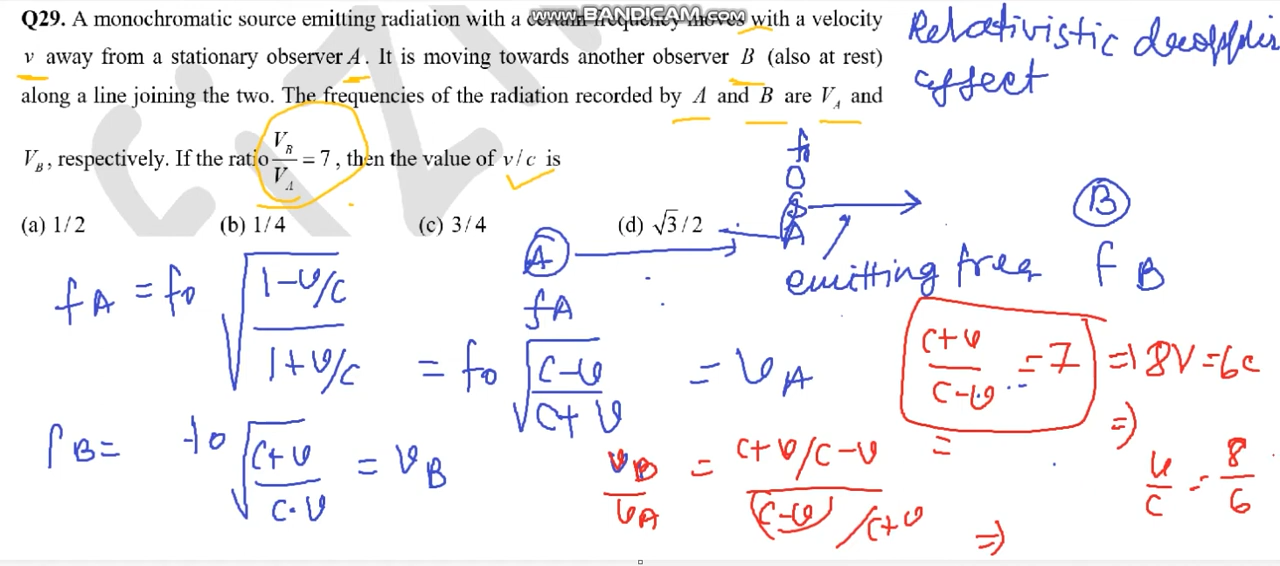 www.BANDICAM.com
Q29. A monochromatic source emitting radiation with a certain frequency moves with a velocity
v away from a stationary observer A. It is moving towards another observer B (also at rest)
along a line joining the two. The frequencies of the radiation recorded by A and B are V_A and
V_B, respectively. If the ratio V_B/V_A = 7, then the value of v/c is
(a) 1/2 (b) 1/4 (c) 3/4 (d) √3/2
Relativistic
effect
f0
A
B
emitting freq
fA
fB
fA = f0 √((1-v/c)/(1+v/c)) = f0 √((c-v)/(c+v)) = νA
fB = f0 √((c+v)/(c-v)) = νB
νB/νA = (c+v/c-v)/((c-v)/c+v) =
(c+v)/(c-v) = 7 ⇒ 8v = 6c
⇒ v/c = 8/6
⇒